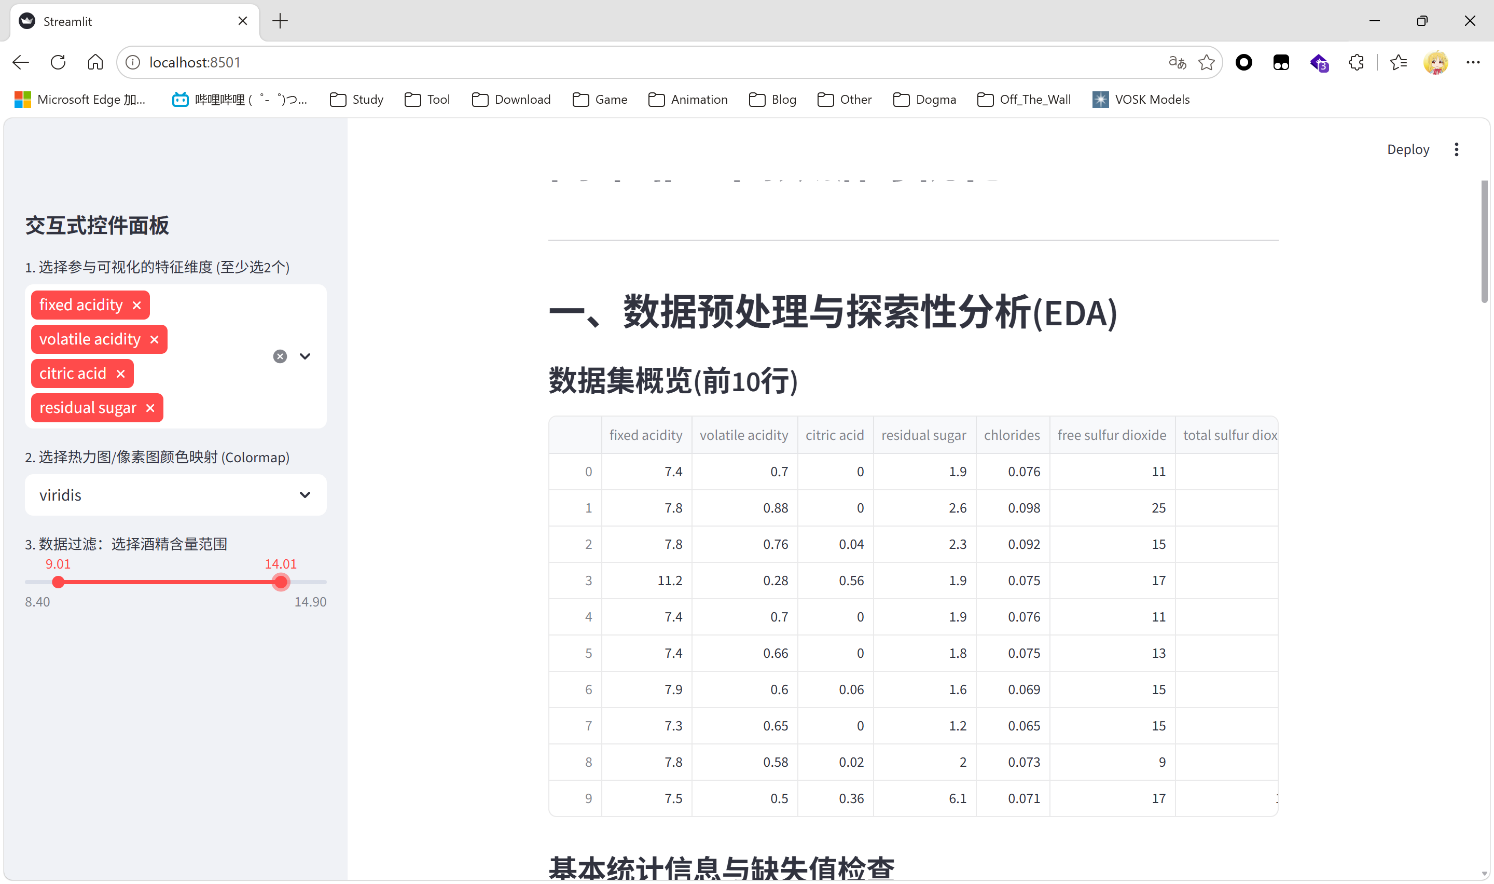 Streamlit
localhost:8501
Microsoft Edge 加...
哔哩哔哩 (゜-゜)つ...
Study
Tool
Download
Game
Animation
Blog
Other
Dogma
Off_The_Wall
VOSK Models
Deploy
交互式控件面板
1. 选择参与可视化的特征维度 (至少选2个)
fixed acidity
volatile acidity
citric acid
residual sugar
2. 选择热力图/像素图颜色映射 (Colormap)
viridis
3. 数据过滤：选择酒精含量范围
9.01 14.01
8.40 14.90
一、数据预处理与探索性分析(EDA)
数据集概览(前10行)
fixed acidity volatile acidity citric acid residual sugar chlorides free sulfur dioxide total sulfur diox
0 7.4 0.7 0 1.9 0.076 11
1 7.8 0.88 0 2.6 0.098 25
2 7.8 0.76 0.04 2.3 0.092 15
3 11.2 0.28 0.56 1.9 0.075 17
4 7.4 0.7 0 1.9 0.076 11
5 7.4 0.66 0 1.8 0.075 13
6 7.9 0.6 0.06 1.6 0.069 15
7 7.3 0.65 0 1.2 0.065 15
8 7.8 0.58 0.02 2 0.073 9
9 7.5 0.5 0.36 6.1 0.071 17
基本统计信息与缺失值检查